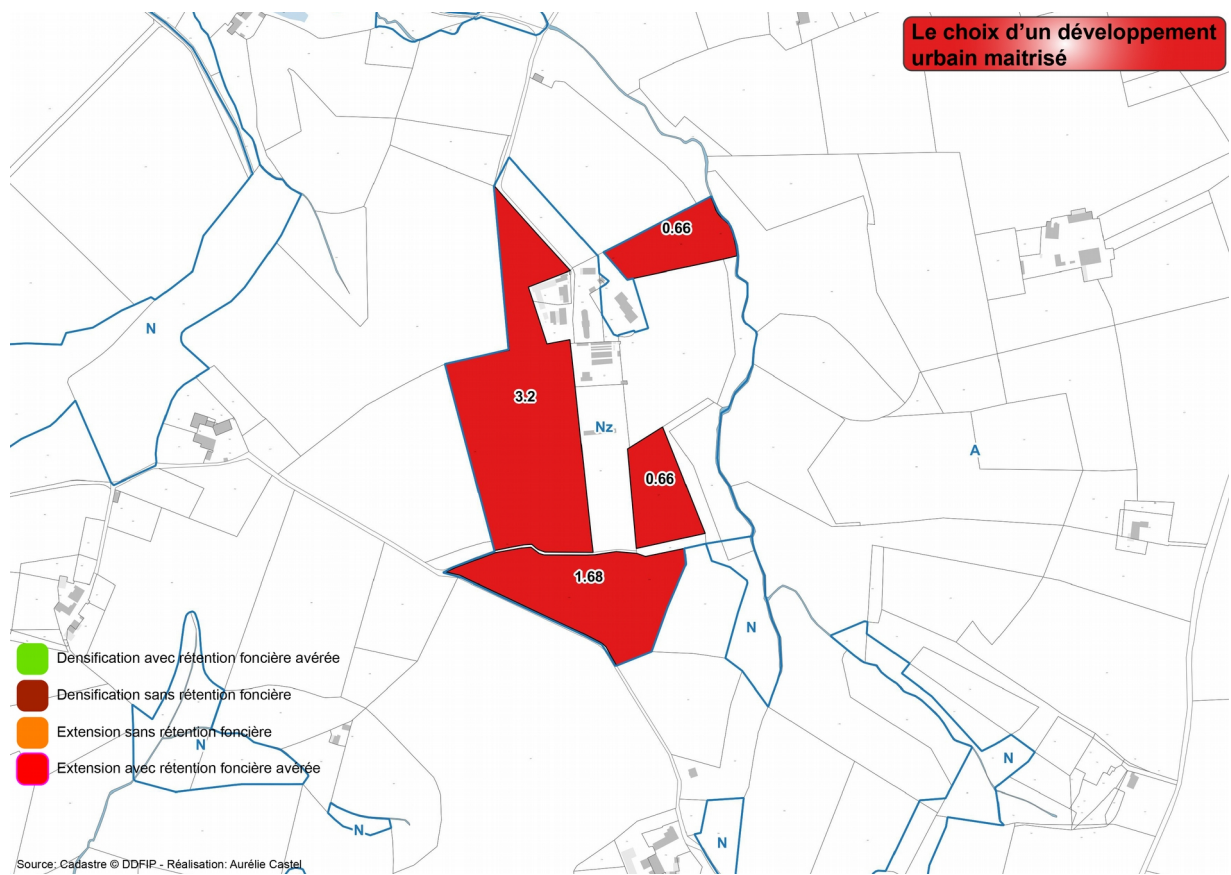 Le choix d'un développement
urbain maitrisé
0.66
N
3.2
Nz
A
0.66
1.68
N
Densification avec rétention foncière avérée
Densification sans rétention foncière
Extension sans rétention foncière
N
N
Extension avec rétention foncière avérée
N
N
Source: Cadastre © DDFIP - Réalisation: Aurélie Castel